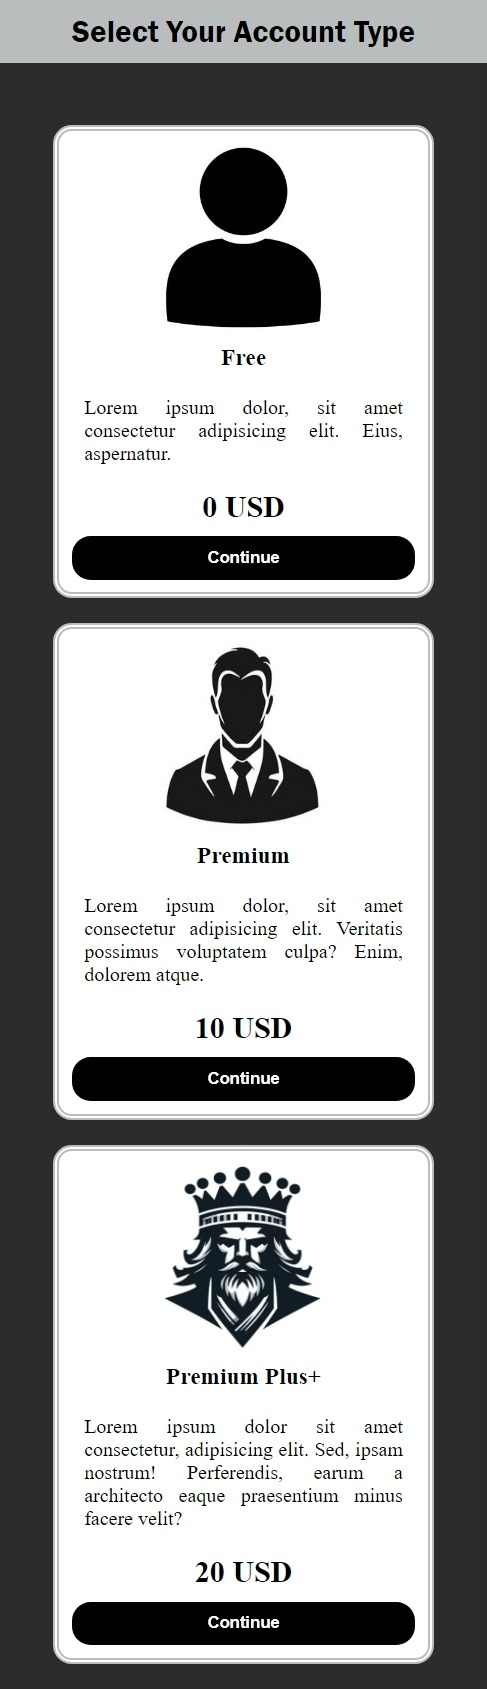 Select Your Account Type
Free
Lorem ipsum dolor, sit amet
consectetur adipisicing elit. Eius,
aspernatur.
0 USD
Continue
Premium
Lorem ipsum dolor, sit amet
consectetur adipisicing elit. Veritatis
possimus voluptatem culpa? Enim,
dolorem atque.
10 USD
Continue
Premium Plus+
Lorem ipsum dolor sit amet
consectetur, adipisicing elit. Sed, ipsam
nostrum! Perferendis, earum a
architecto eaque praesentium minus
facere velit?
20 USD
Continue